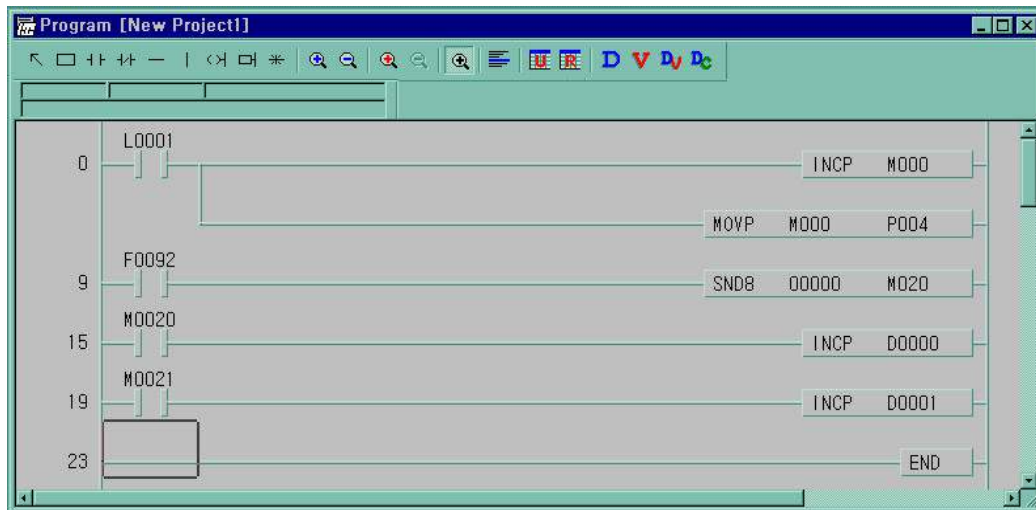 Program [New Project1]
U R D V DV DC
L0001
0 INCP M000
MOVP M000 P004
F0092
9 SND8 00000 M020
M0020
15 INCP D0000
M0021
19 INCP D0001
23 END